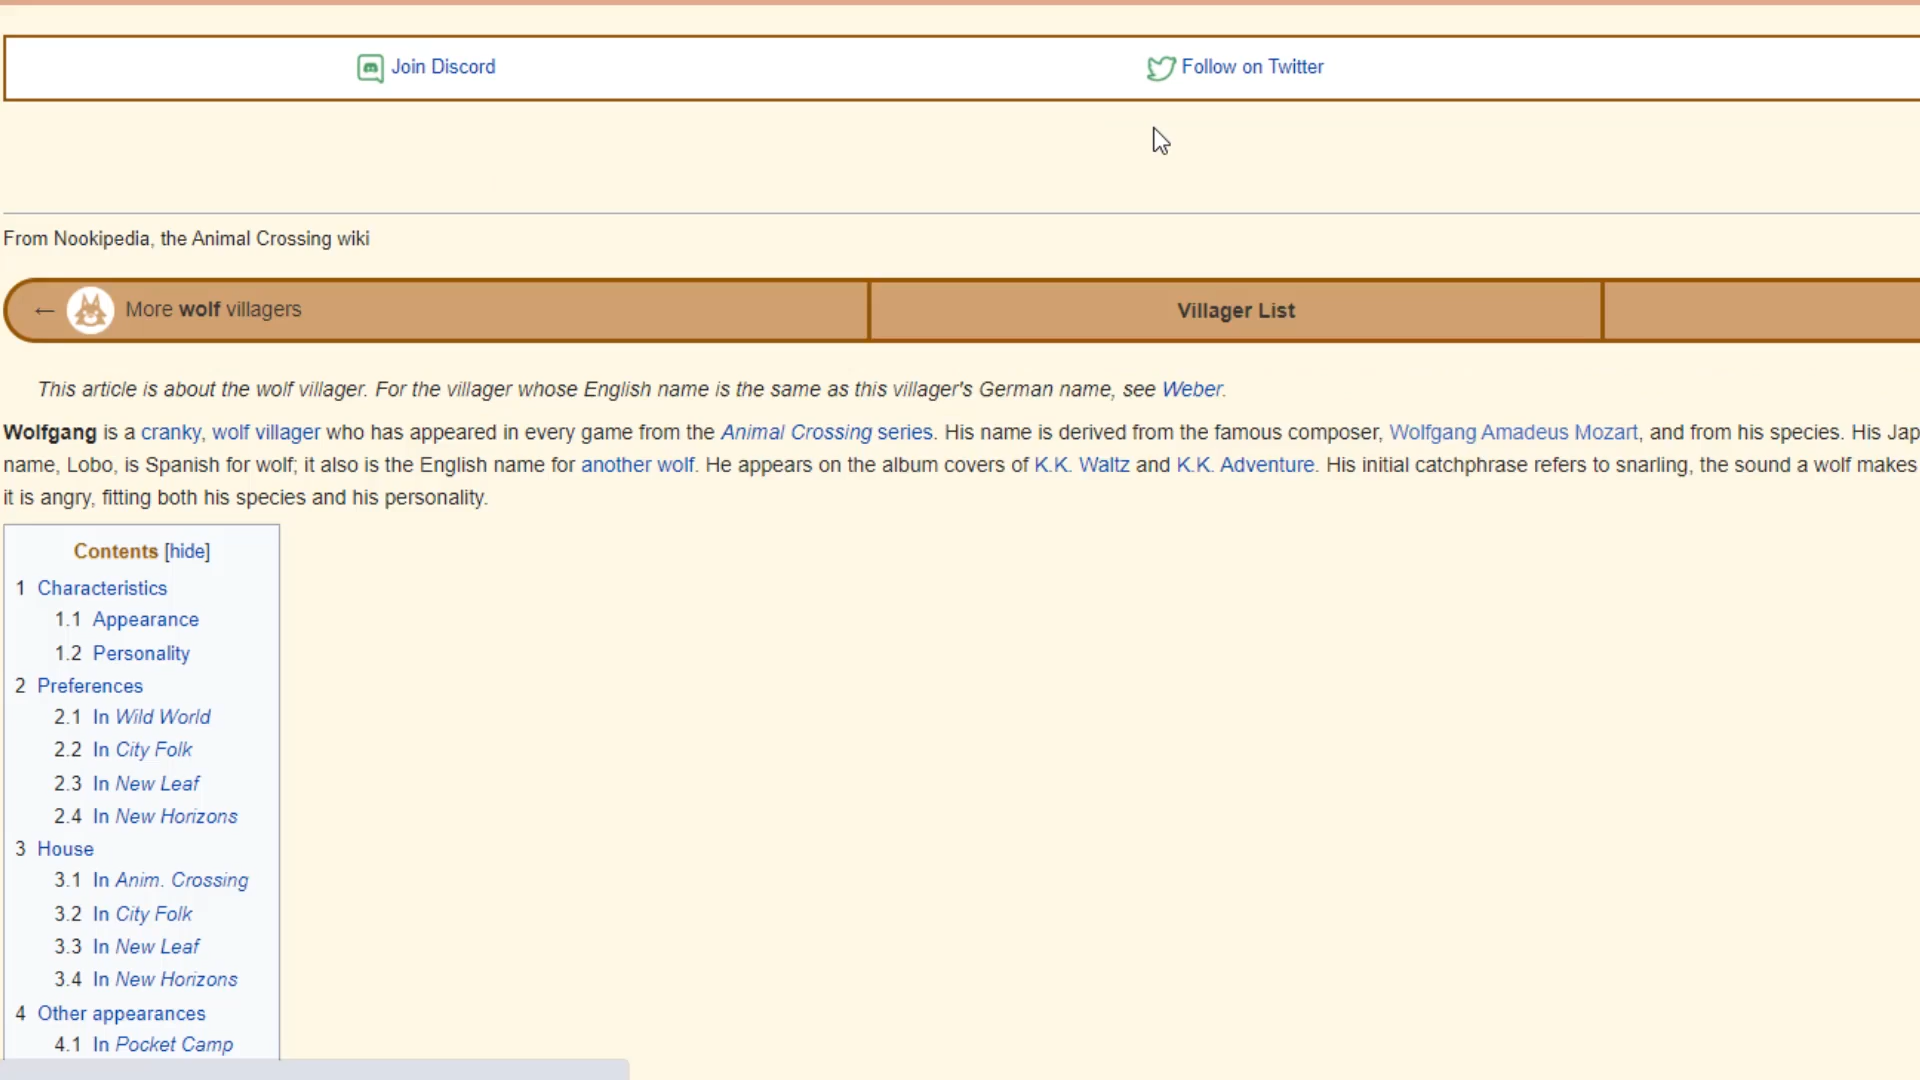 Join Discord
Follow on Twitter
From Nookipedia, the Animal Crossing wiki
← More wolf villagers
Villager List
This article is about the wolf villager. For the villager whose English name is the same as this villager's German name, see Weber.
Wolfgang is a cranky, wolf villager who has appeared in every game from the Animal Crossing series. His name is derived from the famous composer, Wolfgang Amadeus Mozart, and from his species. His Jap
name, Lobo, is Spanish for wolf; it also is the English name for another wolf. He appears on the album covers of K.K. Waltz and K.K. Adventure. His initial catchphrase refers to snarling, the sound a wolf makes
it is angry, fitting both his species and his personality.
Contents [hide]
1 Characteristics
1.1 Appearance
1.2 Personality
2 Preferences
2.1 In Wild World
2.2 In City Folk
2.3 In New Leaf
2.4 In New Horizons
3 House
3.1 In Anim. Crossing
3.2 In City Folk
3.3 In New Leaf
3.4 In New Horizons
4 Other appearances
4.1 In Pocket Camp